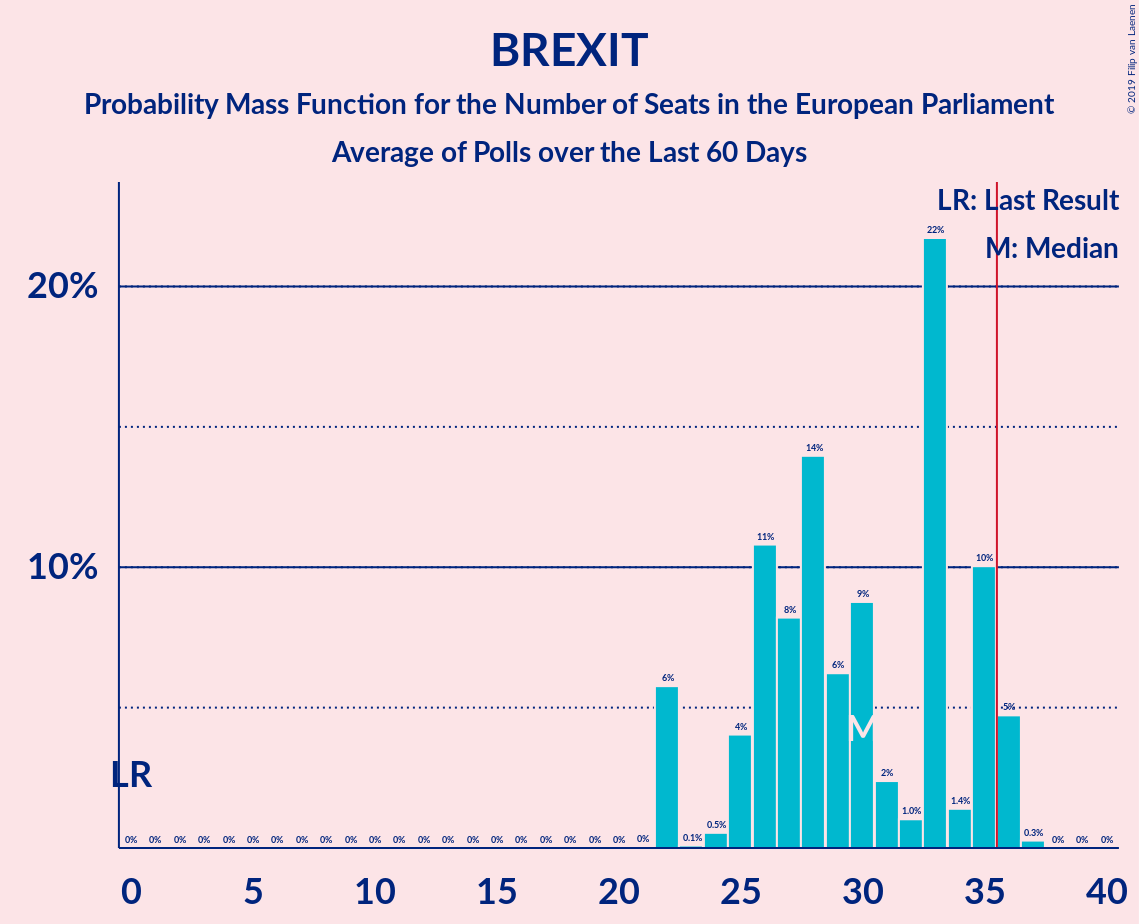 BREXIT
Probability Mass Function for the Number of Seats in the European Parliament
Average of Polls over the Last 60 Days
© 2019 Filip van Laenen
LR: Last Result
M: Median
20%
10%
22%
14%
11%
10%
9%
8%
6%
6%
5%
4%
M
2%
LR
1.4%
1.0%
0.5%
0.3%
0% 0% 0% 0% 0% 0% 0% 0% 0% 0% 0% 0% 0% 0% 0% 0% 0% 0% 0% 0% 0% 0% 0.1% 0% 0% 0%
0 5 10 15 20 25 30 35 40